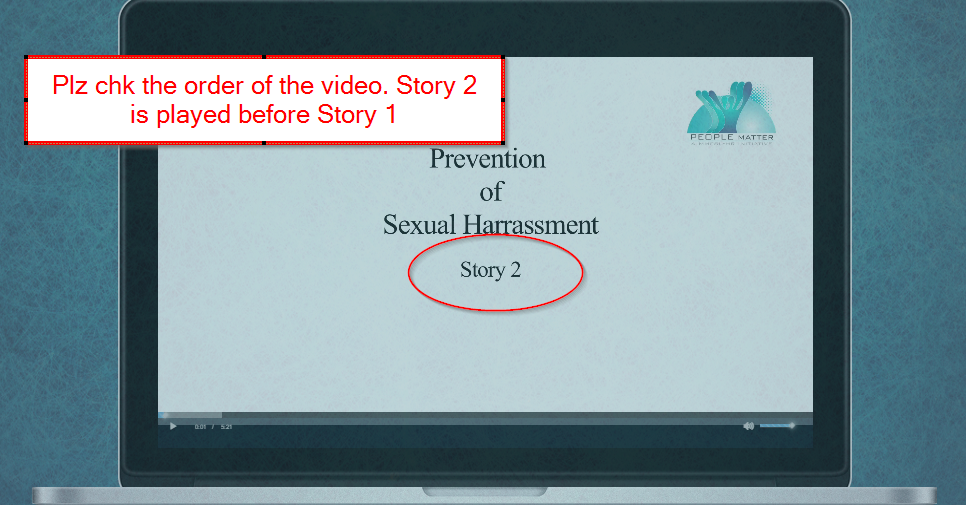 Plz chk the order of the video. Story 2
is played before Story 1
PEOPLE MATTER
Prevention
of
Sexual Harrassment
Story 2
0:01 / 5:21